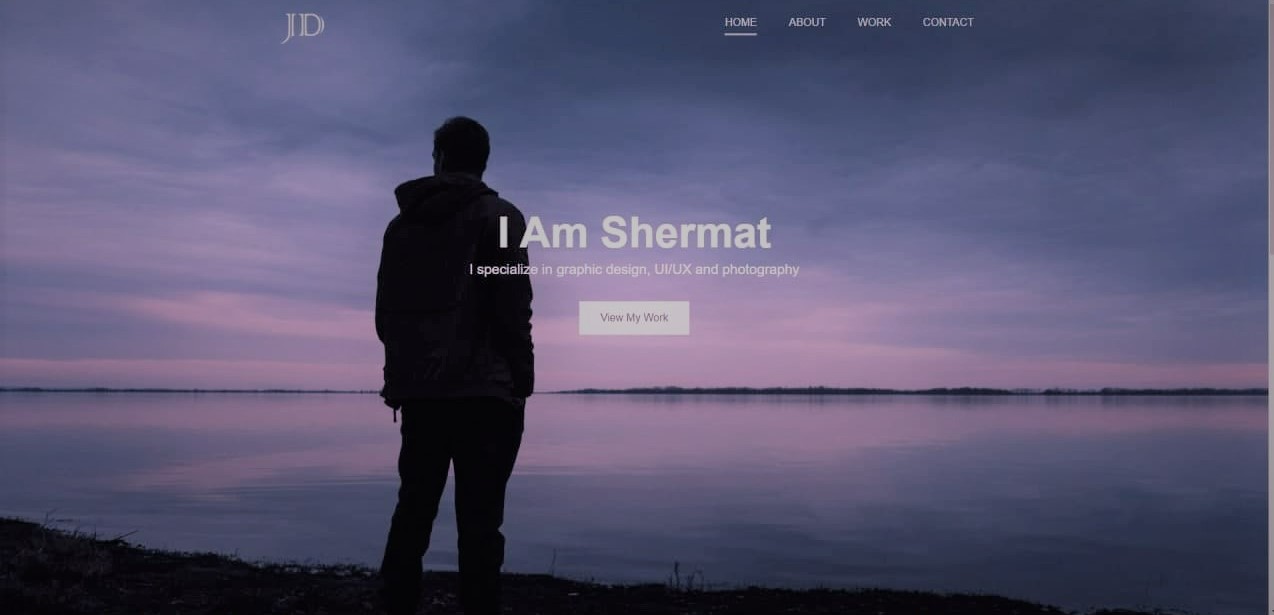 JD
HOME ABOUT WORK CONTACT
I Am Shermat
I specialize in graphic design, UI/UX and photography
View My Work